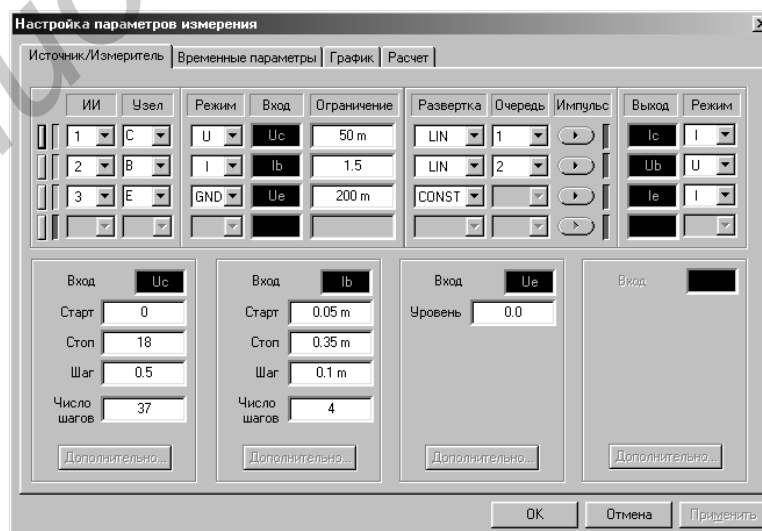 Настройка параметров измерения
Источник/Измеритель Временные параметры График Расчет
ИИ Узел Режим Вход Ограничение Развертка Очередь Импульс Выход Режим
1 C U Uc 50 m LIN 1 Ic I
2 B I Ib 1.5 LIN 2 Ub U
3 E GND Ue 200 m CONST Ie I
Вход Uc Вход Ib Вход Ue Вход
Старт 0 Старт 0.05 m Уровень 0.0
Стоп 18 Стоп 0.35 m
Шаг 0.5 Шаг 0.1 m
Число шагов 37 Число шагов 4
Дополнительно... Дополнительно... Дополнительно... Дополнительно...
OK Отмена Применить